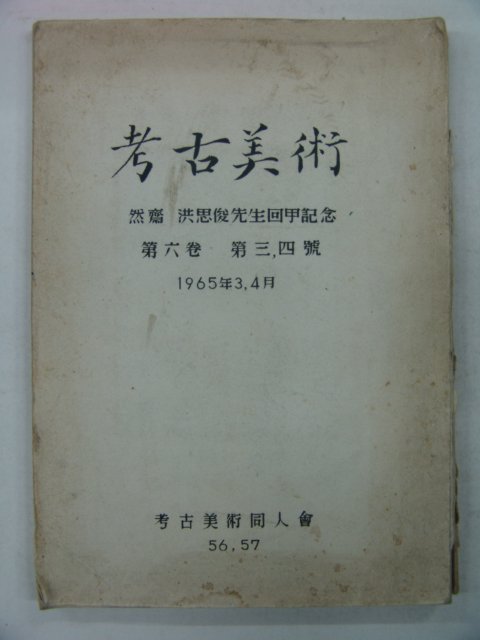 考古美術
然齋 洪思俊先生回甲記念
第六卷 第三,四號
1965年3,4月
考古美術同人會
56,57